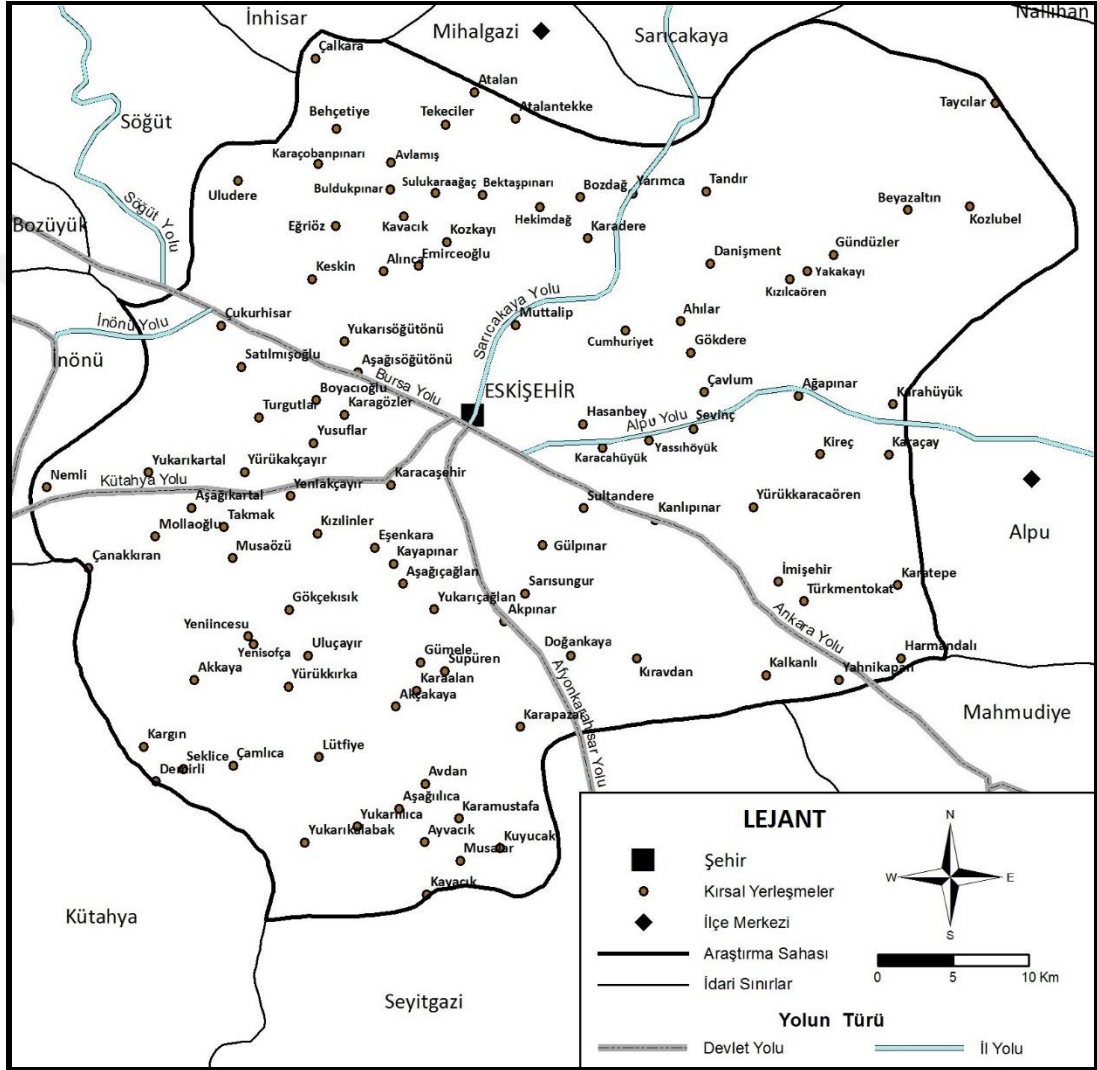 İnhisar
Mihalgazi
Sarıcakaya
Nallıhan
Çalkara
Atalan
Taycılar
Söğüt
Behçetiye
Tekeciler
Atalantekke
Karaçobanpınarı
Avlamış
Uludere
Buldukpınar
Sulukaraağaç
Bektaşpınarı
Bozdağ
Yarımca
Tandır
Beyazaltın
Kozlubel
Söğüt Yolu
Bozüyük
Hekimdağ
Eğriöz
Kavacık
Kozkayı
Karadere
Gündüzler
Keskin
Alınca
Emirceoğlu
Danişment
Yakakayı
Kızılcaören
Çukurhisar
İnönü Yolu
Yukarısöğütönü
Sarıcakaya Yolu
Muttalip
Cumhuriyet
Ahılar
İnönü
Satılmışoğlu
Aşağısöğütönü
Gökdere
Bursa Yolu
Boyacıoğlu
ESKİŞEHİR
Çavlum
Ağapınar
Karahüyük
Turgutlar
Karagözler
Hasanbey
Alpu Yolu
Sevinç
Yusuflar
Karacahüyük
Yassıhöyük
Kireç
Karaçay
Nemli
Yukarıkartal
Yürükakçayır
Karacaşehir
Kütahya Yolu
Yeniakçayır
Sultandere
Kanlıpınar
Yürükkaracaören
Aşağıkartal
Mollaoğlu
Takmak
Kızılinler
Alpu
Çanakkıran
Musaözü
Eşenkara
Kayapınar
Gülpınar
Aşağıçağlan
İmişehir
Karatepe
Gökçekısık
Yukarıçağlan
Sarısungur
Türkmentokat
Akpınar
Ankara Yolu
Yeniincesu
Yenisofça
Uluçayır
Gümele
Doğankaya
Harmandalı
Akkaya
Yürükkırka
Süpüren
Karaalan
Kıravdan
Kalkanlı
Yahnikapan
Akçakaya
Afyonkarahisar Yolu
Karapazar
Mahmudiye
Kargın
Seklice
Çamlıca
Lütfiye
Demirli
Avdan
Aşağıılıca
Yukarıılıca
Karamustafa
Yukarıkalabak
Ayvacık
Kuyucak
Musalar
Kavacık
Kütahya
Seyitgazi
LEJANT
Şehir
Kırsal Yerleşmeler
İlçe Merkezi
Araştırma Sahası
İdari Sınırlar
N
W
E
S
0 5 10 Km
Yolun Türü
Devlet Yolu
İl Yolu